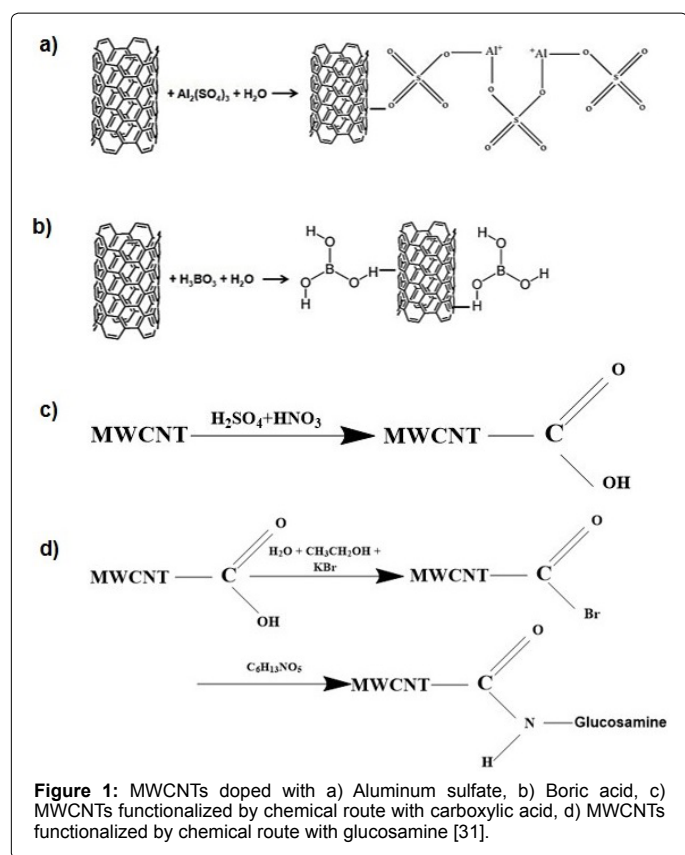 a)
+ Al₂(SO₄)₃ + H₂O
O O Al⁺ ⁺Al O O
S S
O O O O O O
S
O O
b)
+ H₃BO₃ + H₂O
H O O H
B
O H
H O
O H
B
H O O H
c)
MWCNT H₂SO₄+HNO₃ MWCNT C O
OH
d)
MWCNT C O
OH
H₂O + CH₃CH₂OH +
KBr
MWCNT C O
Br
C₆H₁₃NO₅
MWCNT C O
N Glucosamine
H
Figure 1: MWCNTs doped with a) Aluminum sulfate, b) Boric acid, c)
MWCNTs functionalized by chemical route with carboxylic acid, d) MWCNTs
functionalized by chemical route with glucosamine [31].